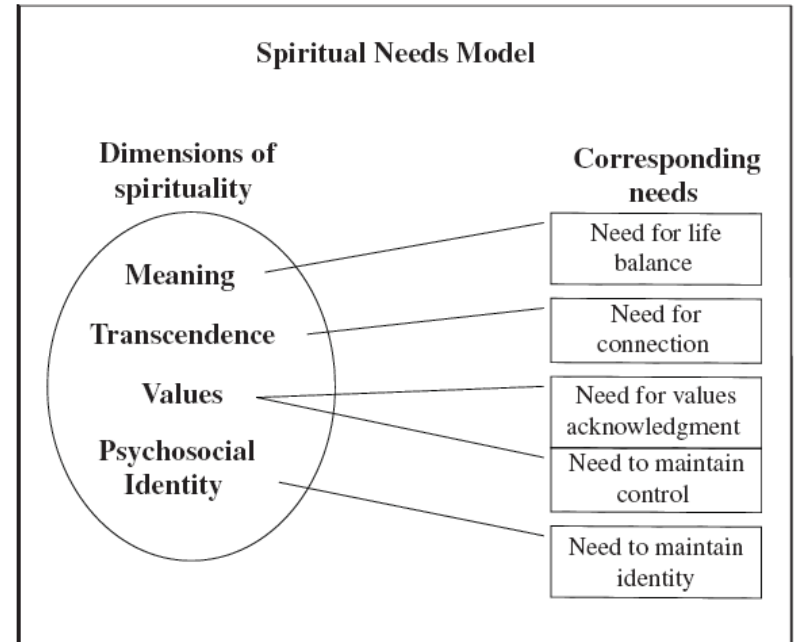 Spiritual Needs Model
Dimensions of
spirituality
Meaning
Transcendence
Values
Psychosocial
Identity
Corresponding
needs
Need for life
balance
Need for
connection
Need for values
acknowledgment
Need to maintain
control
Need to maintain
identity